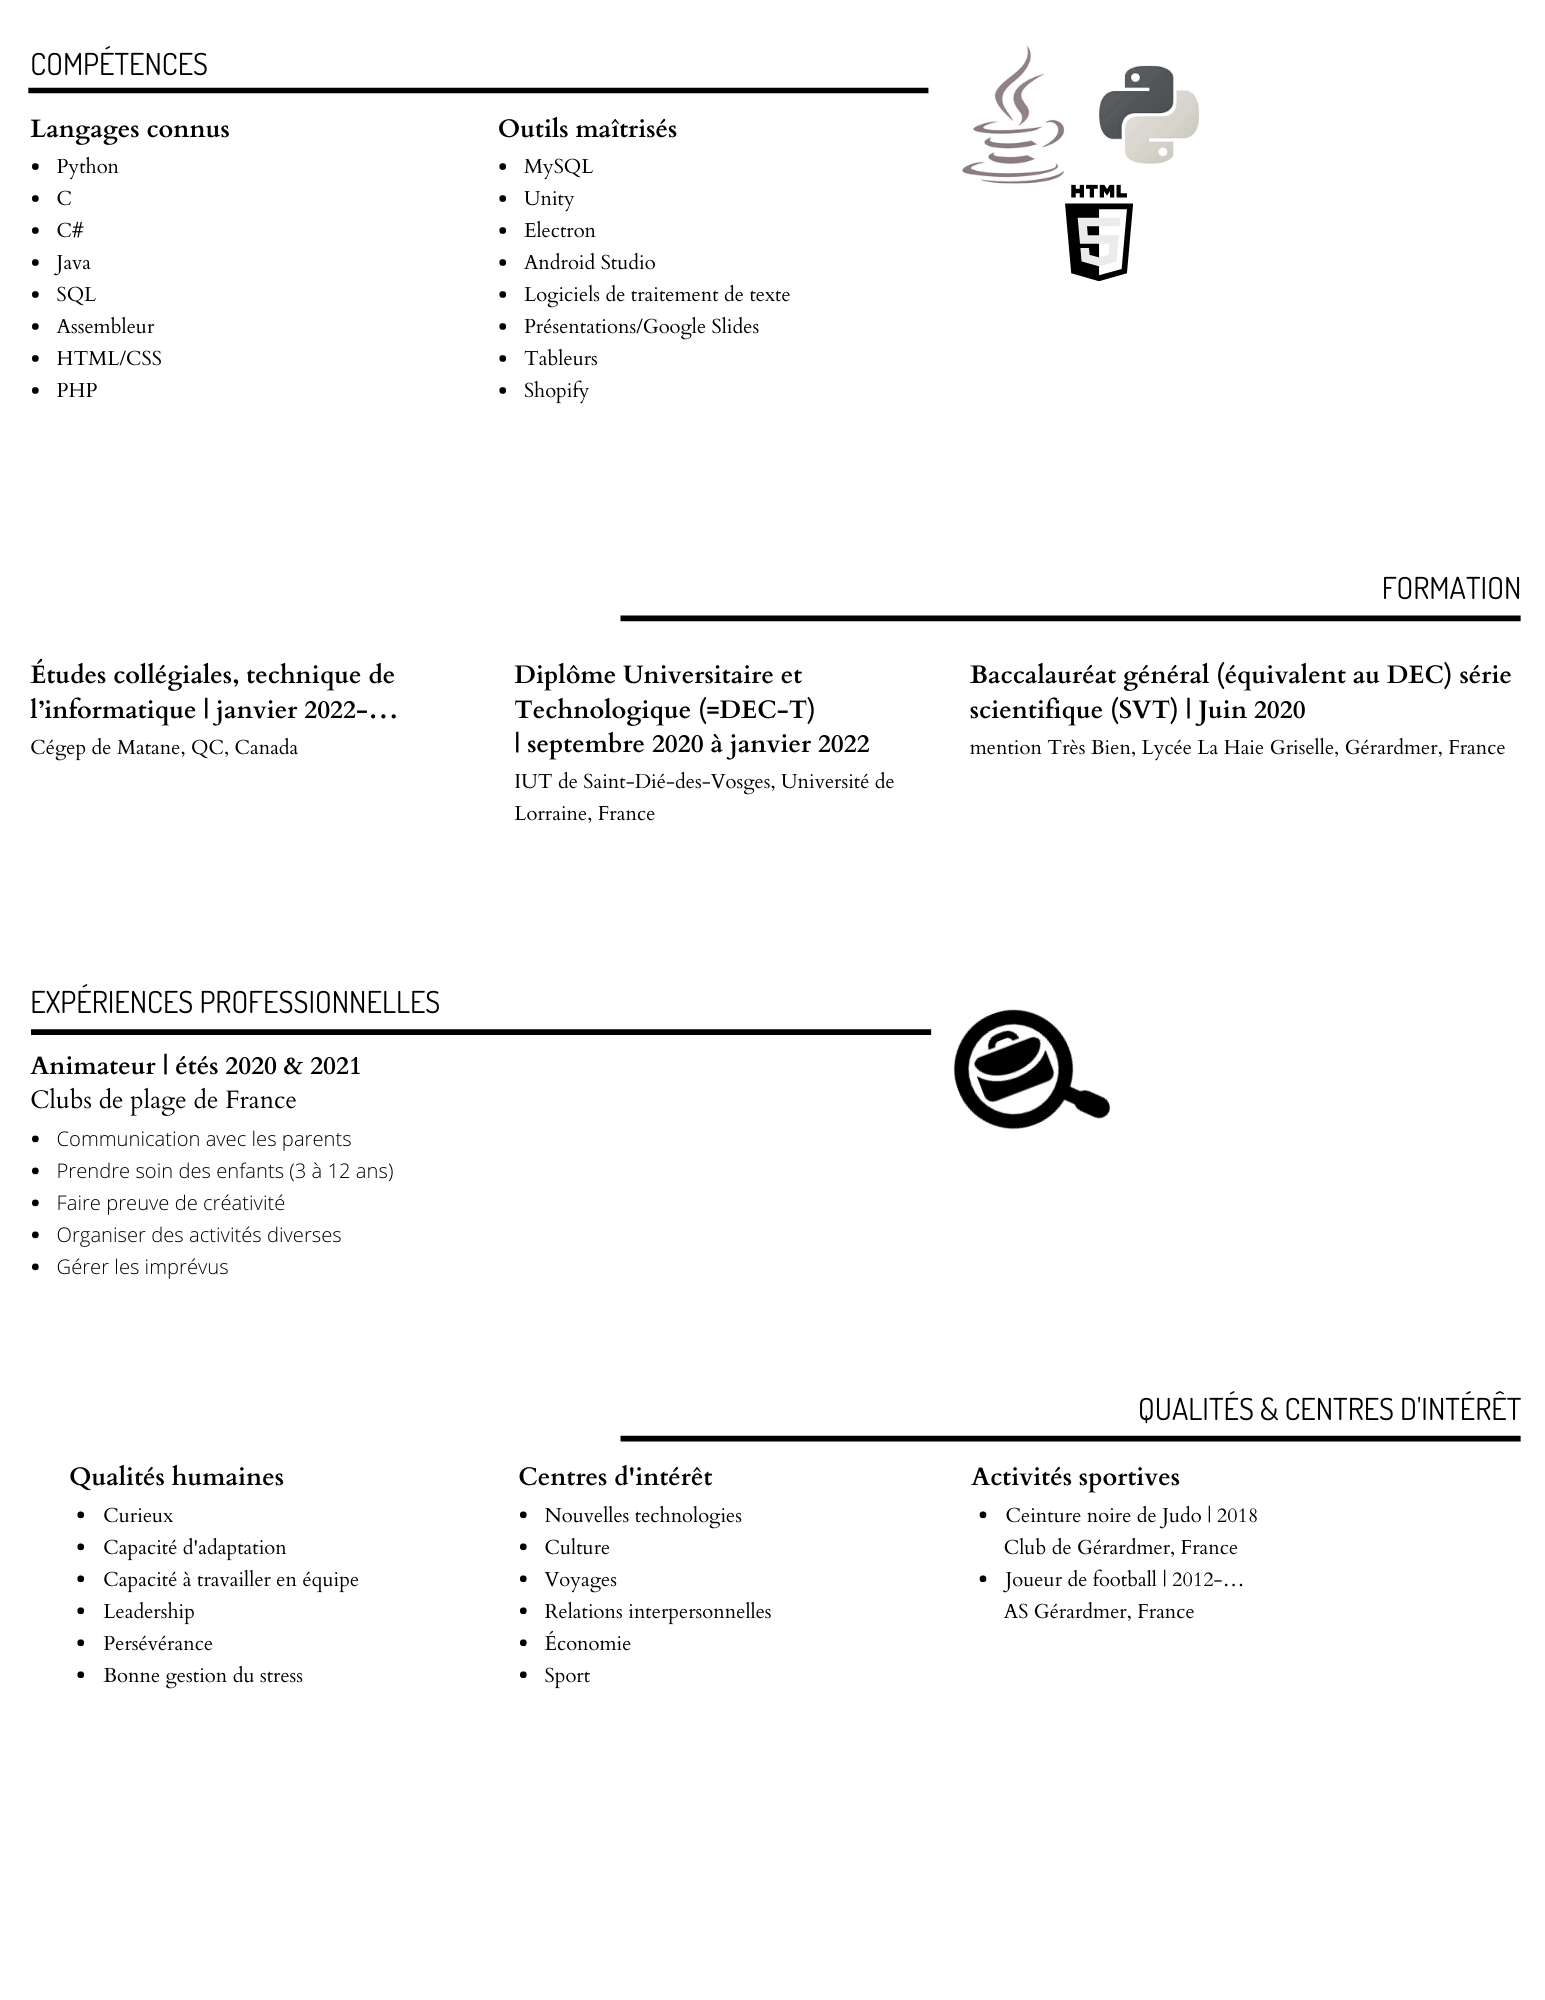 COMPÉTENCES
Langages connus
• Python
• C
• C#
• Java
• SQL
• Assembleur
• HTML/CSS
• PHP
Outils maîtrisés
• MySQL
• Unity
• Electron
• Android Studio
• Logiciels de traitement de texte
• Présentations/Google Slides
• Tableurs
• Shopify
HTML
5
FORMATION
Études collégiales, technique de
l’informatique | janvier 2022-…
Cégep de Matane, QC, Canada
Diplôme Universitaire et
Technologique (=DEC-T)
| septembre 2020 à janvier 2022
IUT de Saint-Dié-des-Vosges, Université de
Lorraine, France
Baccalauréat général (équivalent au DEC) série
scientifique (SVT) | Juin 2020
mention Très Bien, Lycée La Haie Griselle, Gérardmer, France
EXPÉRIENCES PROFESSIONNELLES
Animateur | étés 2020 & 2021
Clubs de plage de France
• Communication avec les parents
• Prendre soin des enfants (3 à 12 ans)
• Faire preuve de créativité
• Organiser des activités diverses
• Gérer les imprévus
QUALITÉS & CENTRES D'INTÉRÊT
Qualités humaines
• Curieux
• Capacité d'adaptation
• Capacité à travailler en équipe
• Leadership
• Persévérance
• Bonne gestion du stress
Centres d'intérêt
• Nouvelles technologies
• Culture
• Voyages
• Relations interpersonnelles
• Économie
• Sport
Activités sportives
• Ceinture noire de Judo | 2018
Club de Gérardmer, France
• Joueur de football | 2012-…
AS Gérardmer, France